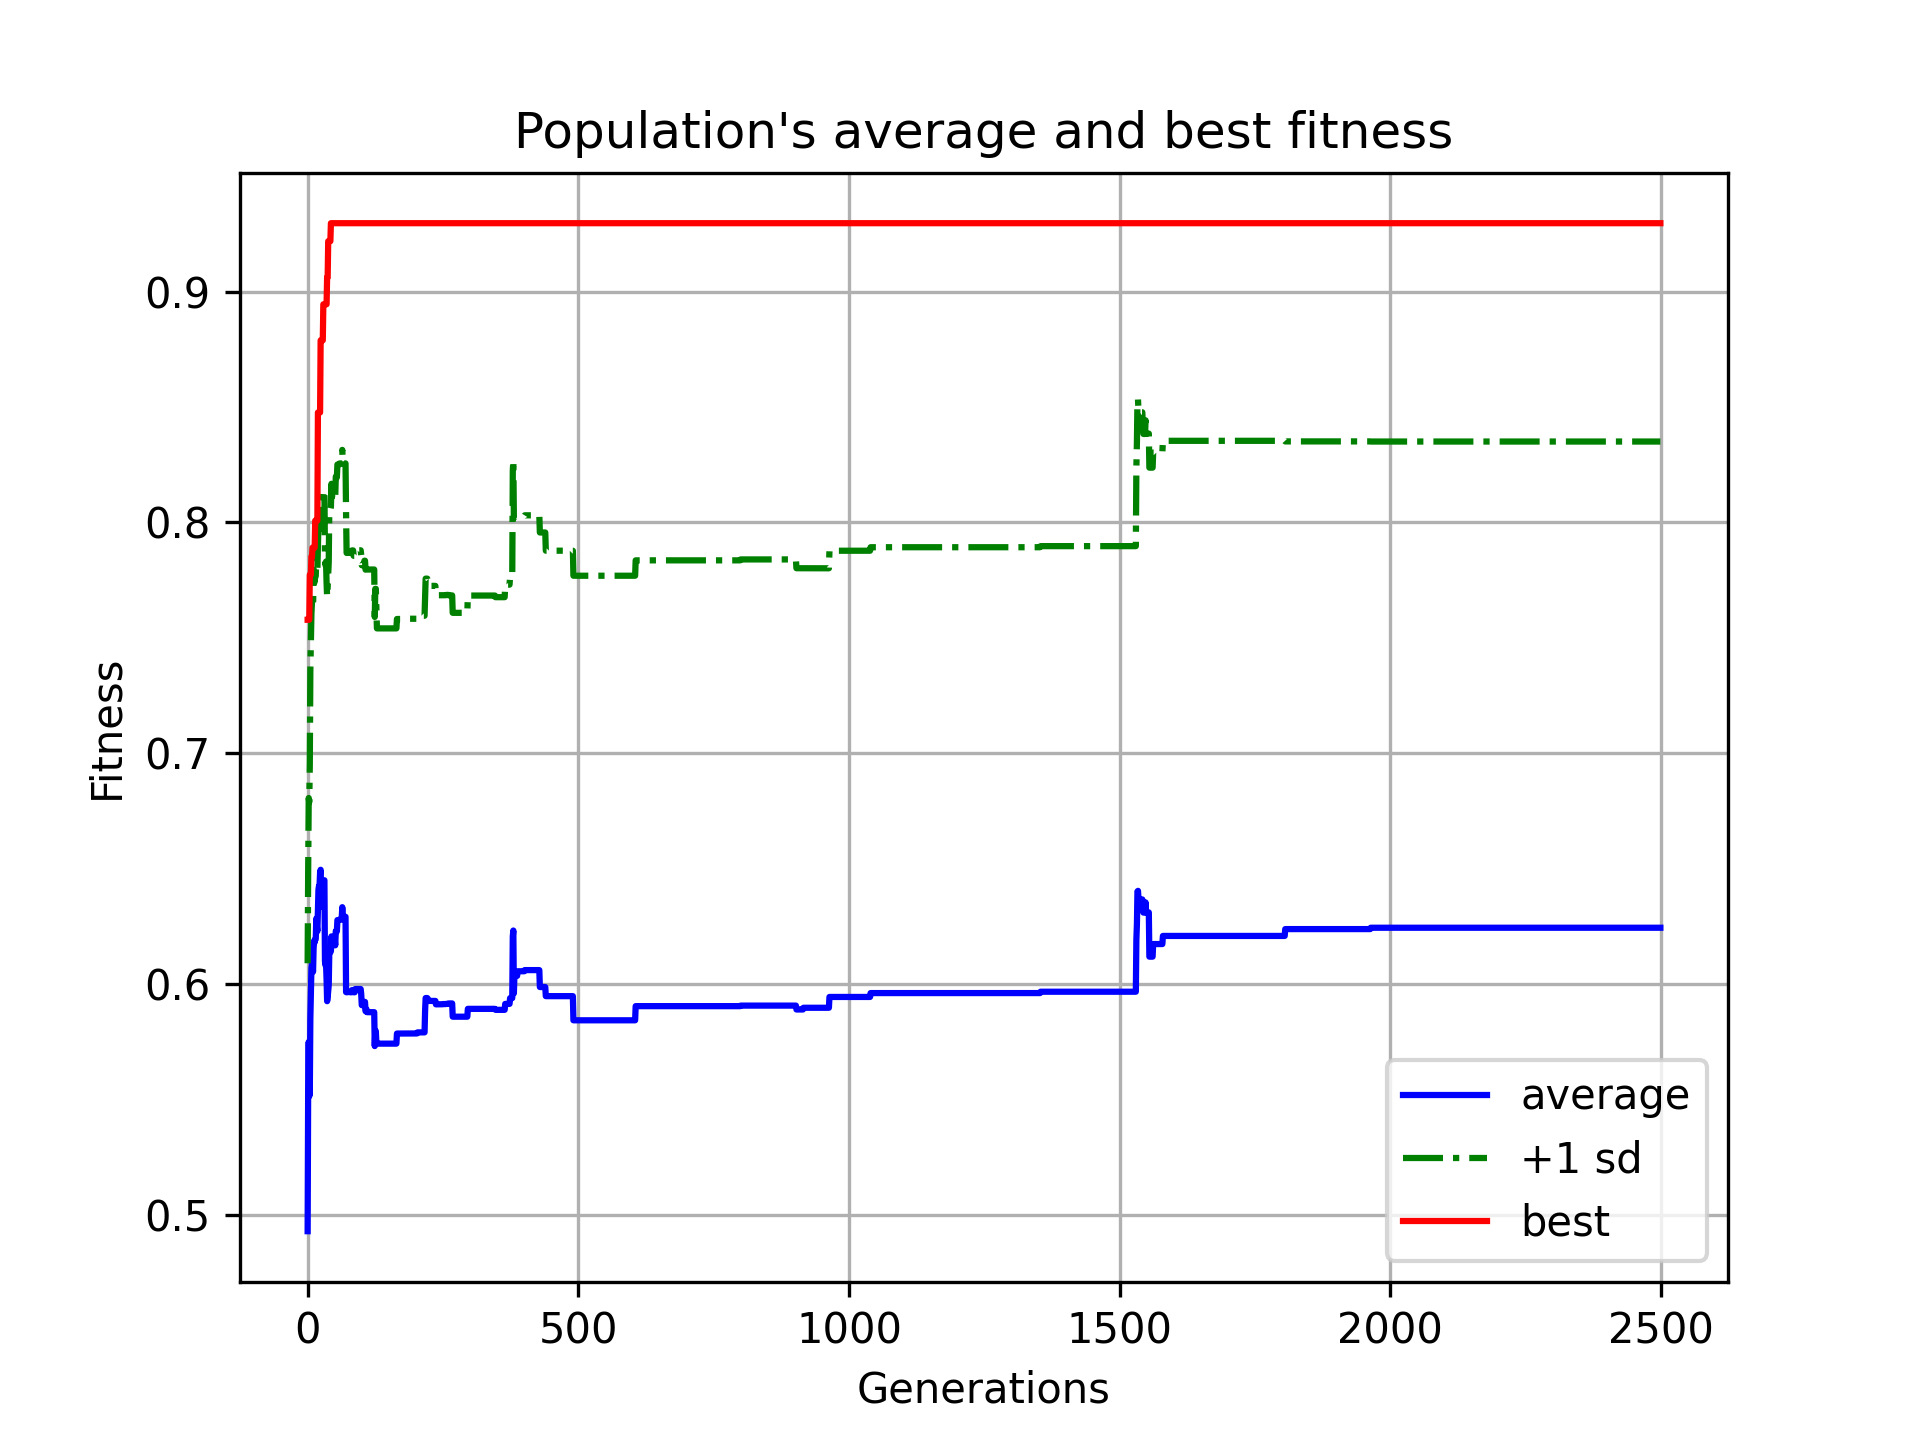 Population's average and best fitness
Fitness
0.9
0.8
0.7
0.6
0.5
0 500 1000 1500 2000 2500
Generations
average
+1 sd
best